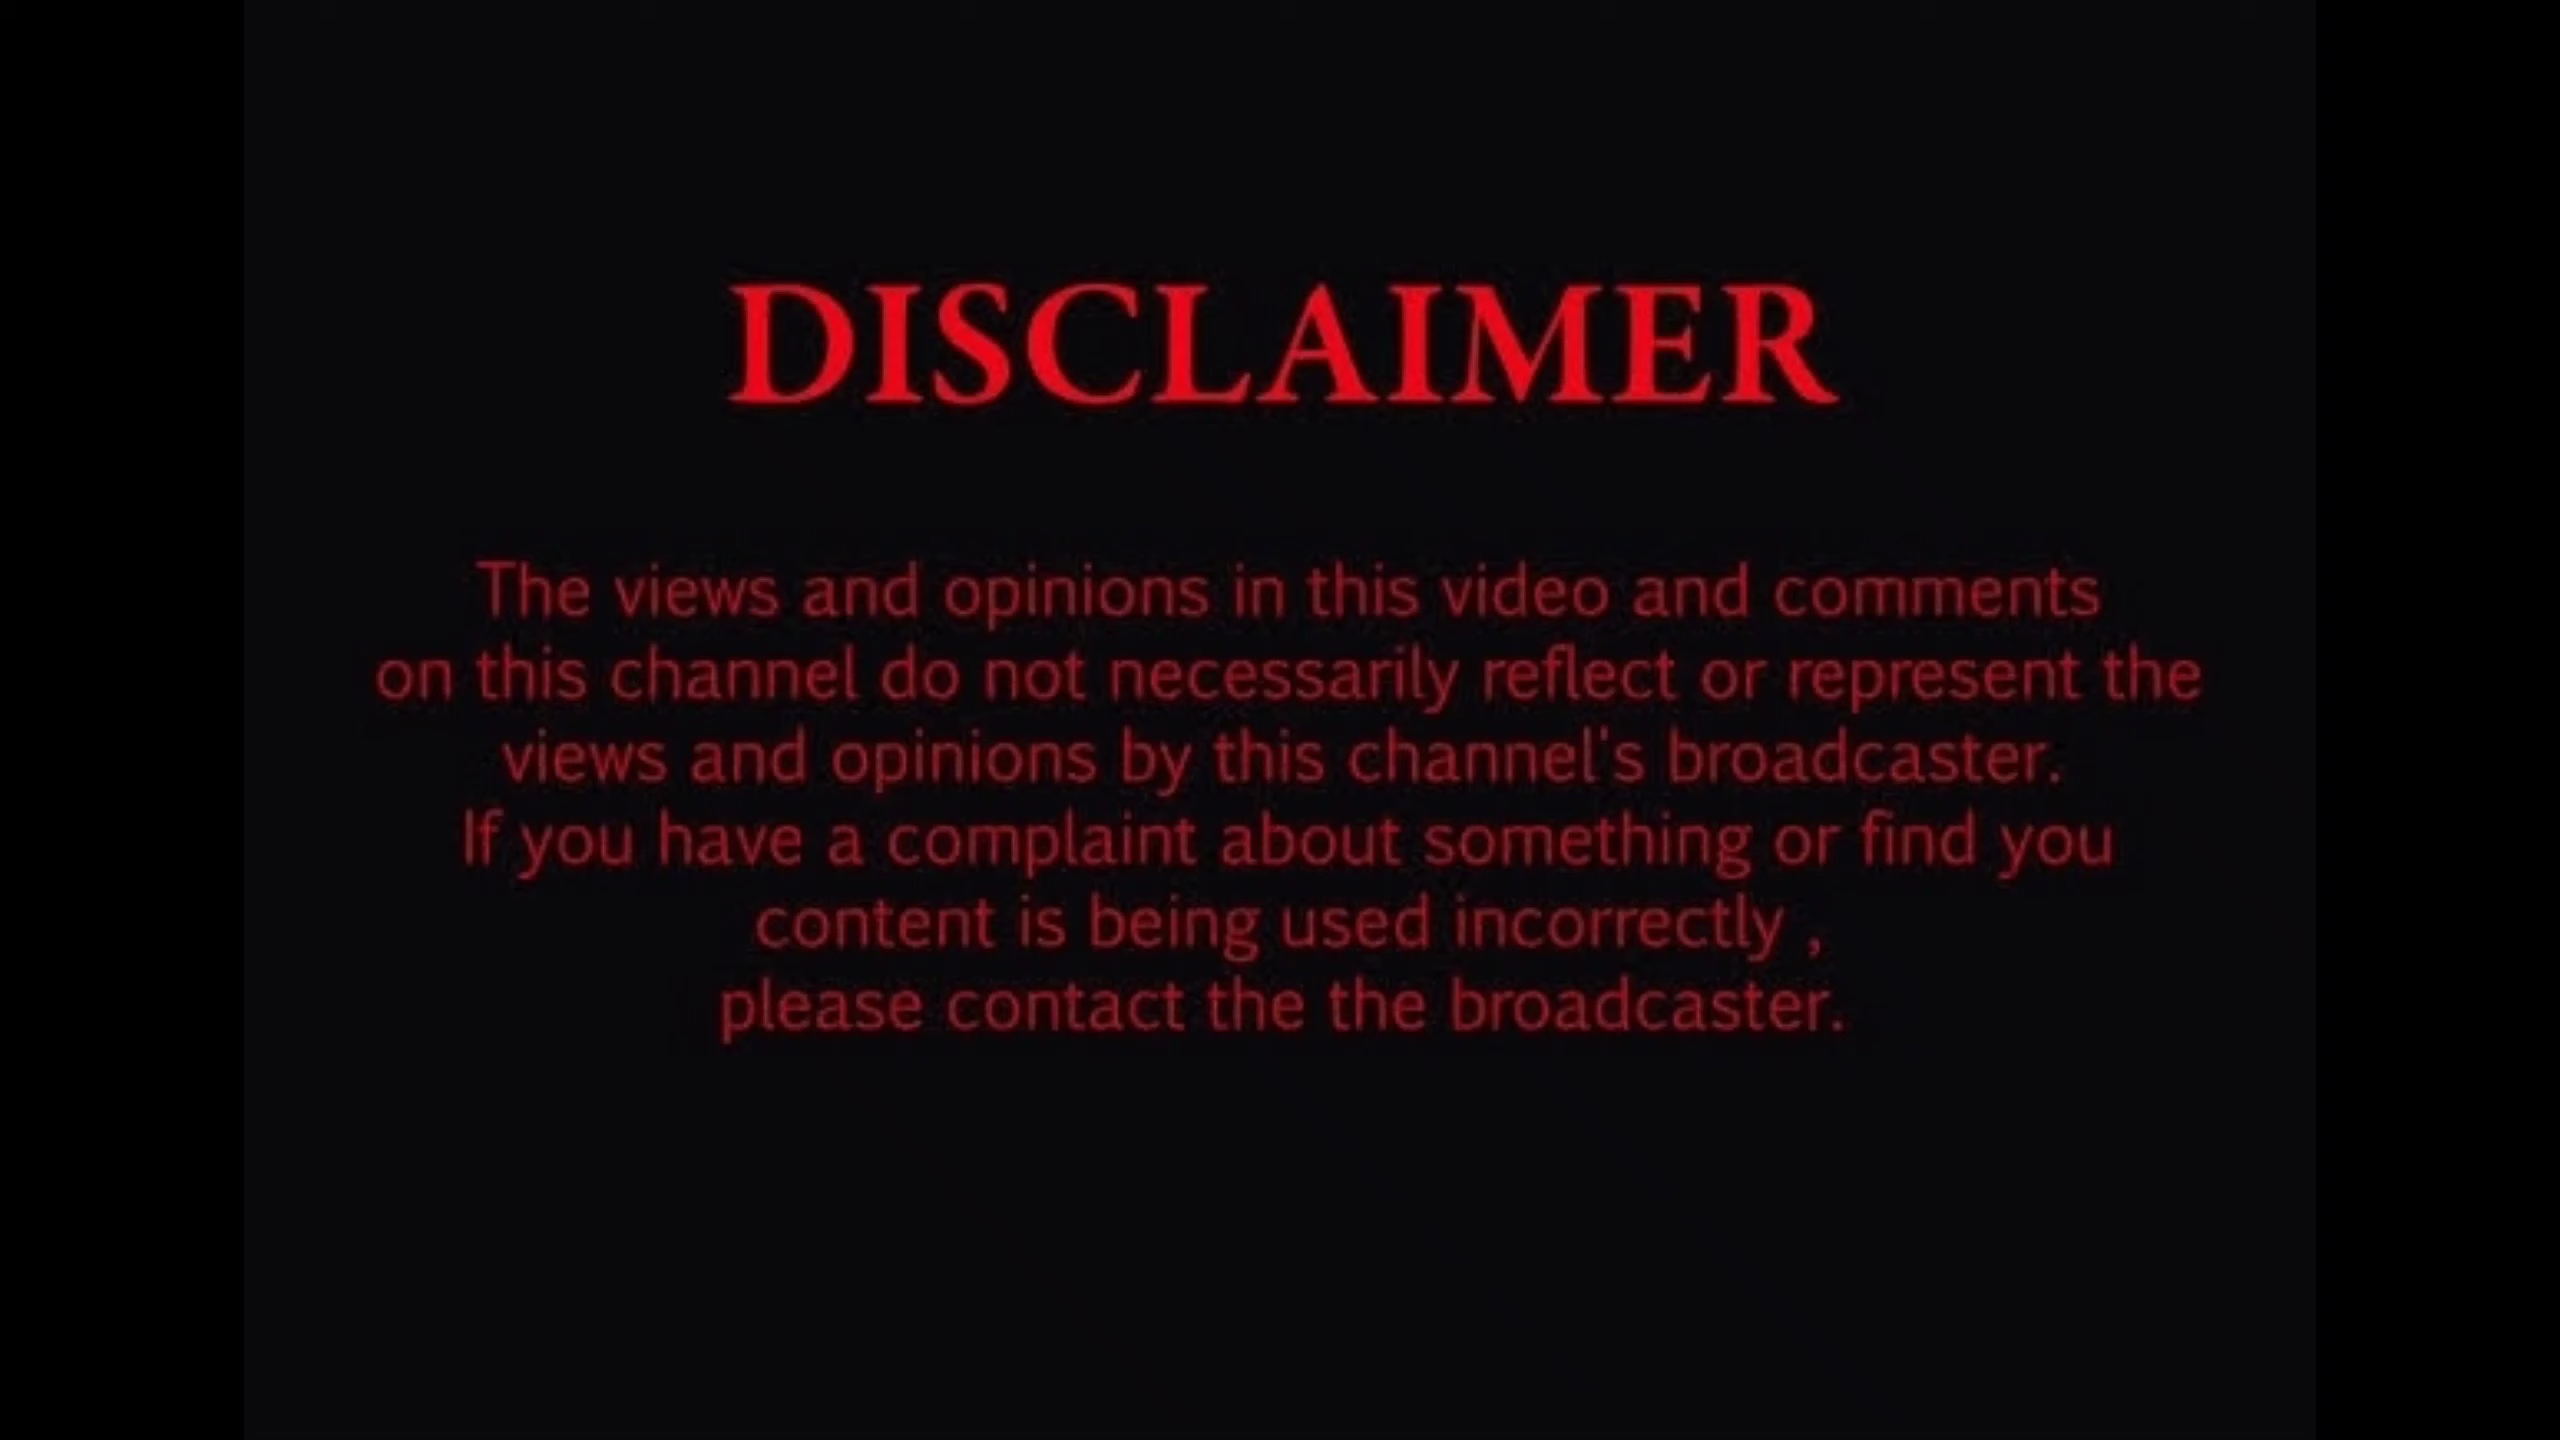 DISCLAIMER
The views and opinions in this video and comments
on this channel do not necessarily reflect or represent the
views and opinions by this channel's broadcaster.
If you have a complaint about something or find you
content is being used incorrectly ,
please contact the the broadcaster.